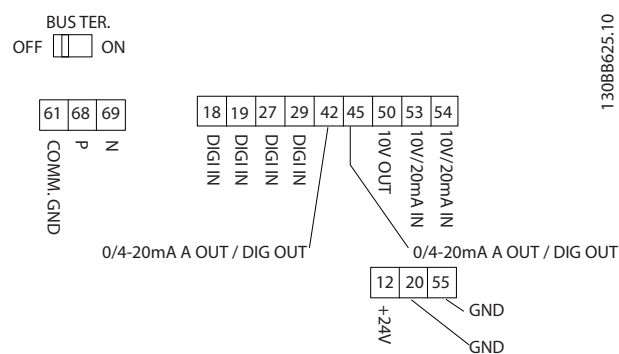 BUS TER.
OFF ON
130BB625.10
61 68 69
COMM. GND
P
N
18 19 27 29 42 45 50 53 54
DIGI IN
DIGI IN
DIGI IN
DIGI IN
10V OUT
10V/20mA IN
10V/20mA IN
0/4-20mA A OUT / DIG OUT
0/4-20mA A OUT / DIG OUT
12 20 55
+24V
GND
GND